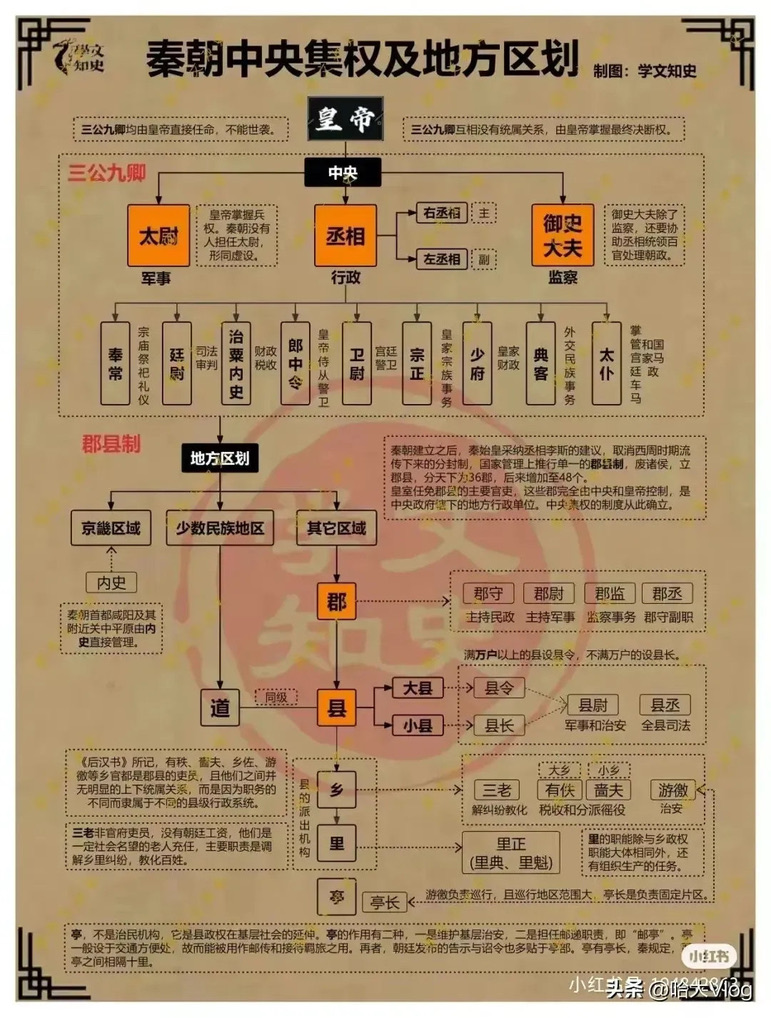 學文
知史
秦朝中央集权及地方区划
制图：学文知史
三公九卿均由皇帝直接任命，不能世袭。
皇帝
三公九卿互相没有统属关系，由皇帝掌握最终决断权。
三公九卿
中央
太尉
军事
皇帝掌握兵
权。秦朝没有
人担任太尉，
形同虚设。
丞相
行政
右丞相
主
左丞相
副
御史
大夫
监察
御史大夫除了
监察，还要协
助丞相统领百
官处理朝政。
奉常
宗庙祭祀礼仪
廷尉
司法
审判
治粟内史
财政
税收
郎中令
皇帝侍从警卫
卫尉
宫廷
警卫
宗正
皇家宗族事务
少府
皇家
财政
典客
外交民族事务
太仆
掌管宫廷车马
和国家马政
郡县制
地方区划
秦朝建立之后，秦始皇采纳丞相李斯的建议，取消西周时期流
传下来的分封制，国家管理上推行单一的郡县制，废诸侯，立
郡县，分天下为36郡，后来增加至48个。
皇室任免郡县的主要官吏，这些郡完全由中央和皇帝控制，是
中央政府辖下的地方行政单位。中央集权的制度从此确立。
京畿区域
少数民族地区
其它区域
内史
秦朝首都咸阳及其
附近关中平原由内
史直接管理。
郡
郡守
郡尉
郡监
郡丞
主持民政
主持军事
监察事务
郡守副职
满万户以上的县设县令，不满万户的设县长。
道
同级
县
大县
县令
小县
县长
县尉
县丞
军事和治安
全县司法
《后汉书》所记，有秩、啬夫、乡佐、游
徼等乡官都是郡县的吏员，且他们之间并
无明显的上下统属关系，而是因为职务的
不同而隶属于不同的县级行政系统。
三老非官府吏员，没有朝廷工资，他们是
一定社会名望的老人充任，主要职责是调
解乡里纠纷，教化百姓。
县的派出机构
乡
大乡
小乡
三老
有佚
啬夫
游徼
解纠纷教化
税收和分派徭役
治安
里
里正
(里典、里魁)
里的职能除与乡政权
职能大体相同外，还
有组织生产的任务。
亭
亭长
游徼负责巡行，且巡行地区范围大，亭长是负责固定片区。
亭，不是治民机构，它是县政权在基层社会的延伸。亭的作用有二种，一是维护基层治安，二是担任邮递职责，即“邮亭”。亭
一般设于交通方便处，故而能被用作邮传和接待羁旅之用。再者，朝廷发布的告示与诏令也多贴于亭部。亭有亭长，秦规定，
亭之间相隔十里。
学文
知史
小红书
小红书号
头条 @哈天Vlog